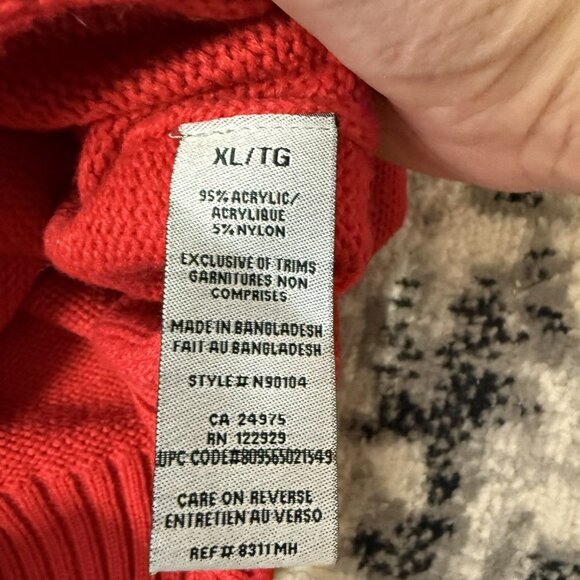 XL/TG
95% ACRYLIC/
ACRYLIQUE
5% NYLON
EXCLUSIVE OF TRIMS
GARNITURES NON
COMPRISES
MADE IN BANGLADESH
FAIT AU BANGLADESH
STYLE# N90104
CA 24975
RN 122929
UPC CODE#809565021549
CARE ON REVERSE
ENTRETIEN AU VERSO
REF# 8311MH